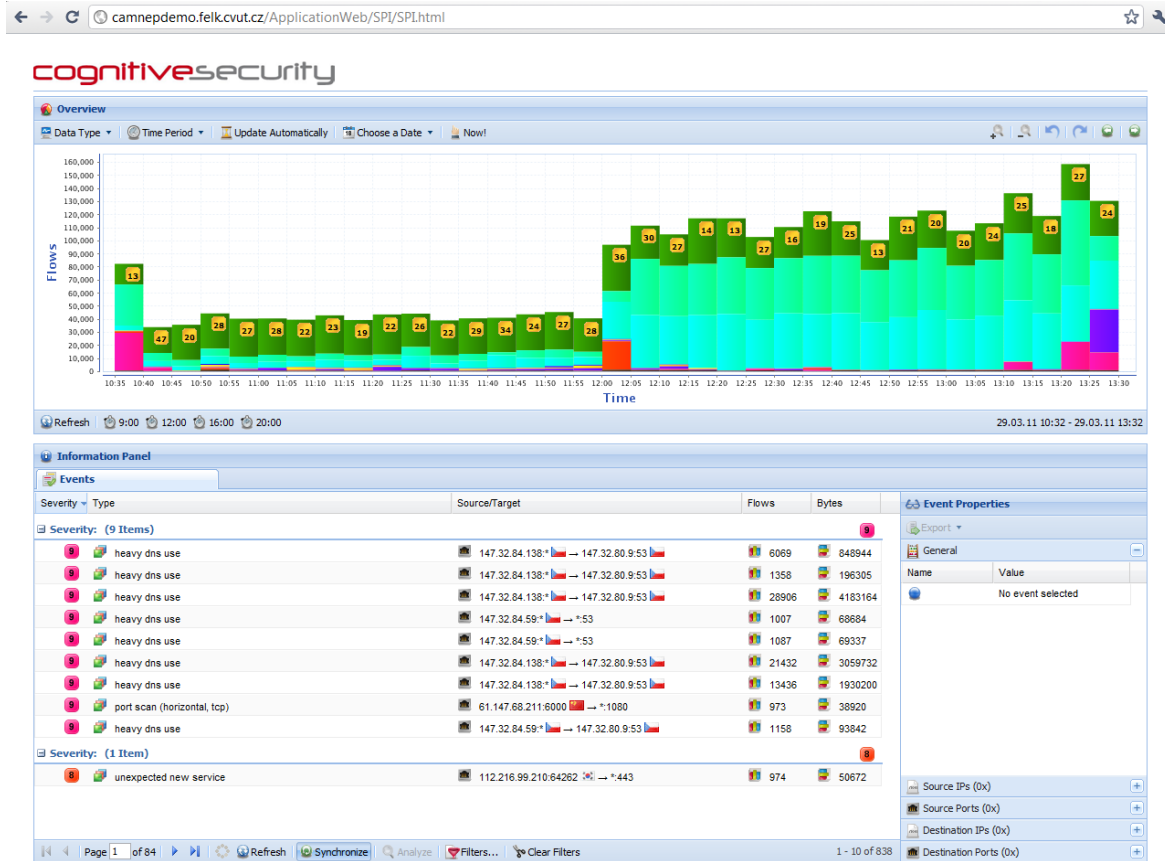 camnepdemo.felk.cvut.cz/ApplicationWeb/SPI/SPI.html
cognitivesecurity
Overview
Data Type Time Period Update Automatically Choose a Date Now!
160,000
150,000
140,000
130,000
120,000
110,000
100,000
90,000
80,000
70,000
60,000
50,000
40,000
30,000
20,000
10,000
0
Flows
13 47 20 28 27 28 22 23 19 22 26 22 29 34 24 27 28 36 30 27 14 13 27 16 19 25 13 21 20 20 24 25 18 27 24
10:35 10:40 10:45 10:50 10:55 11:00 11:05 11:10 11:15 11:20 11:25 11:30 11:35 11:40 11:45 11:50 11:55 12:00 12:05 12:10 12:15 12:20 12:25 12:30 12:35 12:40 12:45 12:50 12:55 13:00 13:05 13:10 13:15 13:20 13:25 13:30
Time
Refresh 9:00 12:00 16:00 20:00 29.03.11 10:32 - 29.03.11 13:32
Information Panel
Events
Severity Type Source/Target Flows Bytes
Severity: (9 Items) 9
9 heavy dns use 147.32.84.138:* → 147.32.80.9:53 6069 848944
9 heavy dns use 147.32.84.138:* → 147.32.80.9:53 1358 196305
9 heavy dns use 147.32.84.138:* → 147.32.80.9:53 28906 4183164
9 heavy dns use 147.32.84.59:* → *:53 1007 68684
9 heavy dns use 147.32.84.59:* → *:53 1087 69337
9 heavy dns use 147.32.84.138:* → 147.32.80.9:53 21432 3059732
9 heavy dns use 147.32.84.138:* → 147.32.80.9:53 13436 1930200
9 port scan (horizontal, tcp) 61.147.68.211:6000 → *:1080 973 38920
9 heavy dns use 147.32.84.59:* → 147.32.80.9:53 1158 93842
Severity: (1 Item) 8
8 unexpected new service 112.216.99.210:64262 → *:443 974 50672
Page 1 of 84 Refresh Synchronize Analyze Filters... Clear Filters 1 - 10 of 838
Event Properties
Export
General
Name Value
No event selected
Source IPs (0x)
Source Ports (0x)
Destination IPs (0x)
Destination Ports (0x)